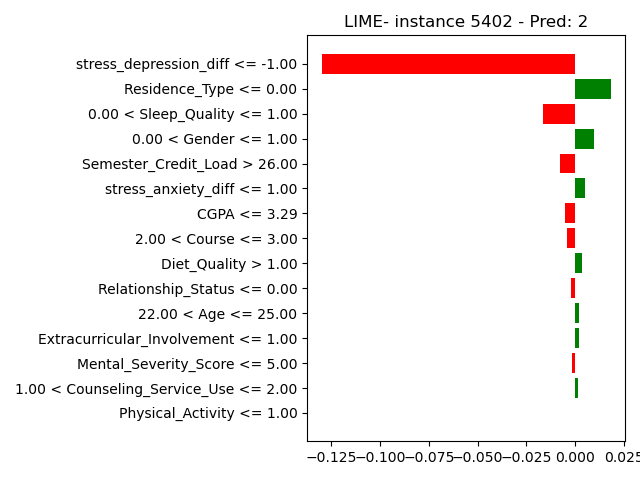 LIME- instance 5402 - Pred: 2
stress_depression_diff <= -1.00
Residence_Type <= 0.00
0.00 < Sleep_Quality <= 1.00
0.00 < Gender <= 1.00
Semester_Credit_Load > 26.00
stress_anxiety_diff <= 1.00
CGPA <= 3.29
2.00 < Course <= 3.00
Diet_Quality > 1.00
Relationship_Status <= 0.00
22.00 < Age <= 25.00
Extracurricular_Involvement <= 1.00
Mental_Severity_Score <= 5.00
1.00 < Counseling_Service_Use <= 2.00
Physical_Activity <= 1.00
−0.125 −0.100 −0.075 −0.050 −0.025 0.000 0.025